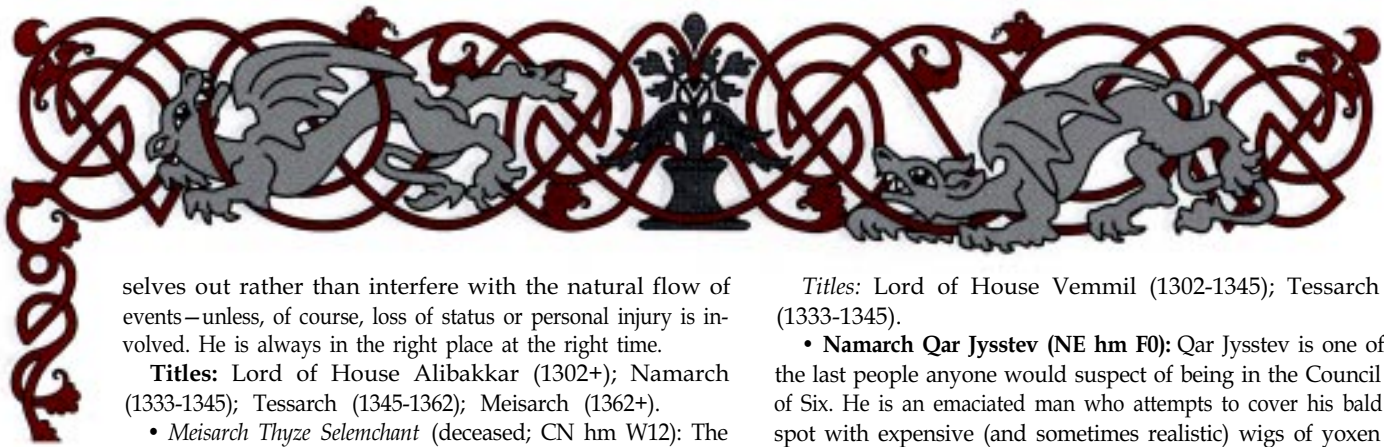 selves out rather than interfere with the natural flow of
events—unless, of course, loss of status or personal injury is in-
volved. He is always in the right place at the right time.
Titles: Lord of House Alibakkar (1302+); Namarch
(1333-1345); Tessarch (1345-1362); Meisarch (1362+).
• Meisarch Thyze Selemchant (deceased; CN hm W12): The
Titles: Lord of House Vemmil (1302-1345); Tessarch
(1333-1345).
• Namarch Qar Jysstev (NE hm F0): Qar Jysstev is one of
the last people anyone would suspect of being in the Council
of Six. He is an emaciated man who attempts to cover his bald
spot with expensive (and sometimes realistic) wigs of yoxen